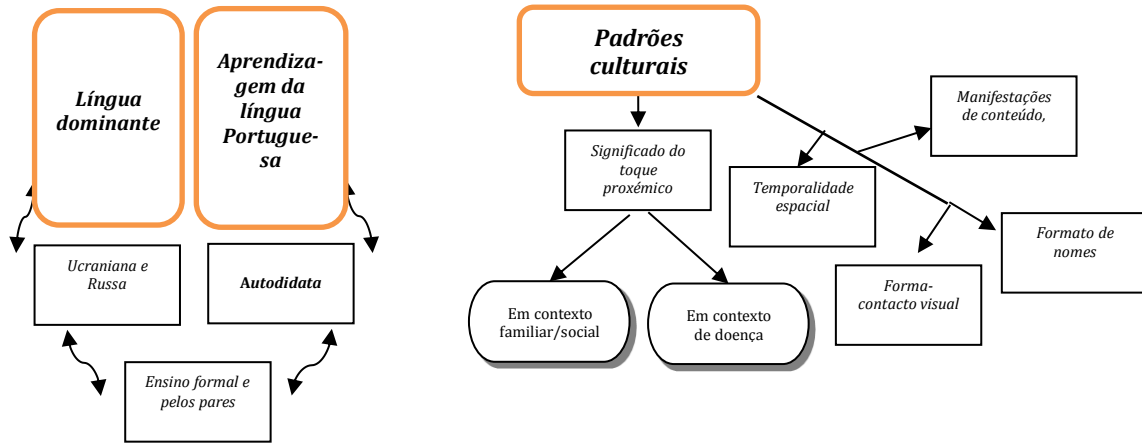 Língua
dominante
Aprendiza-
gem da
língua
Portugue-
sa
Ucraniana e
Russa
Autodidata
Ensino formal e
pelos pares
Padrões
culturais
Significado do
toque
proxémico
Temporalidade
espacial
Manifestações
de conteúdo,
Formato de
nomes
Forma-
contacto visual
Em contexto
familiar/social
Em contexto
de doença